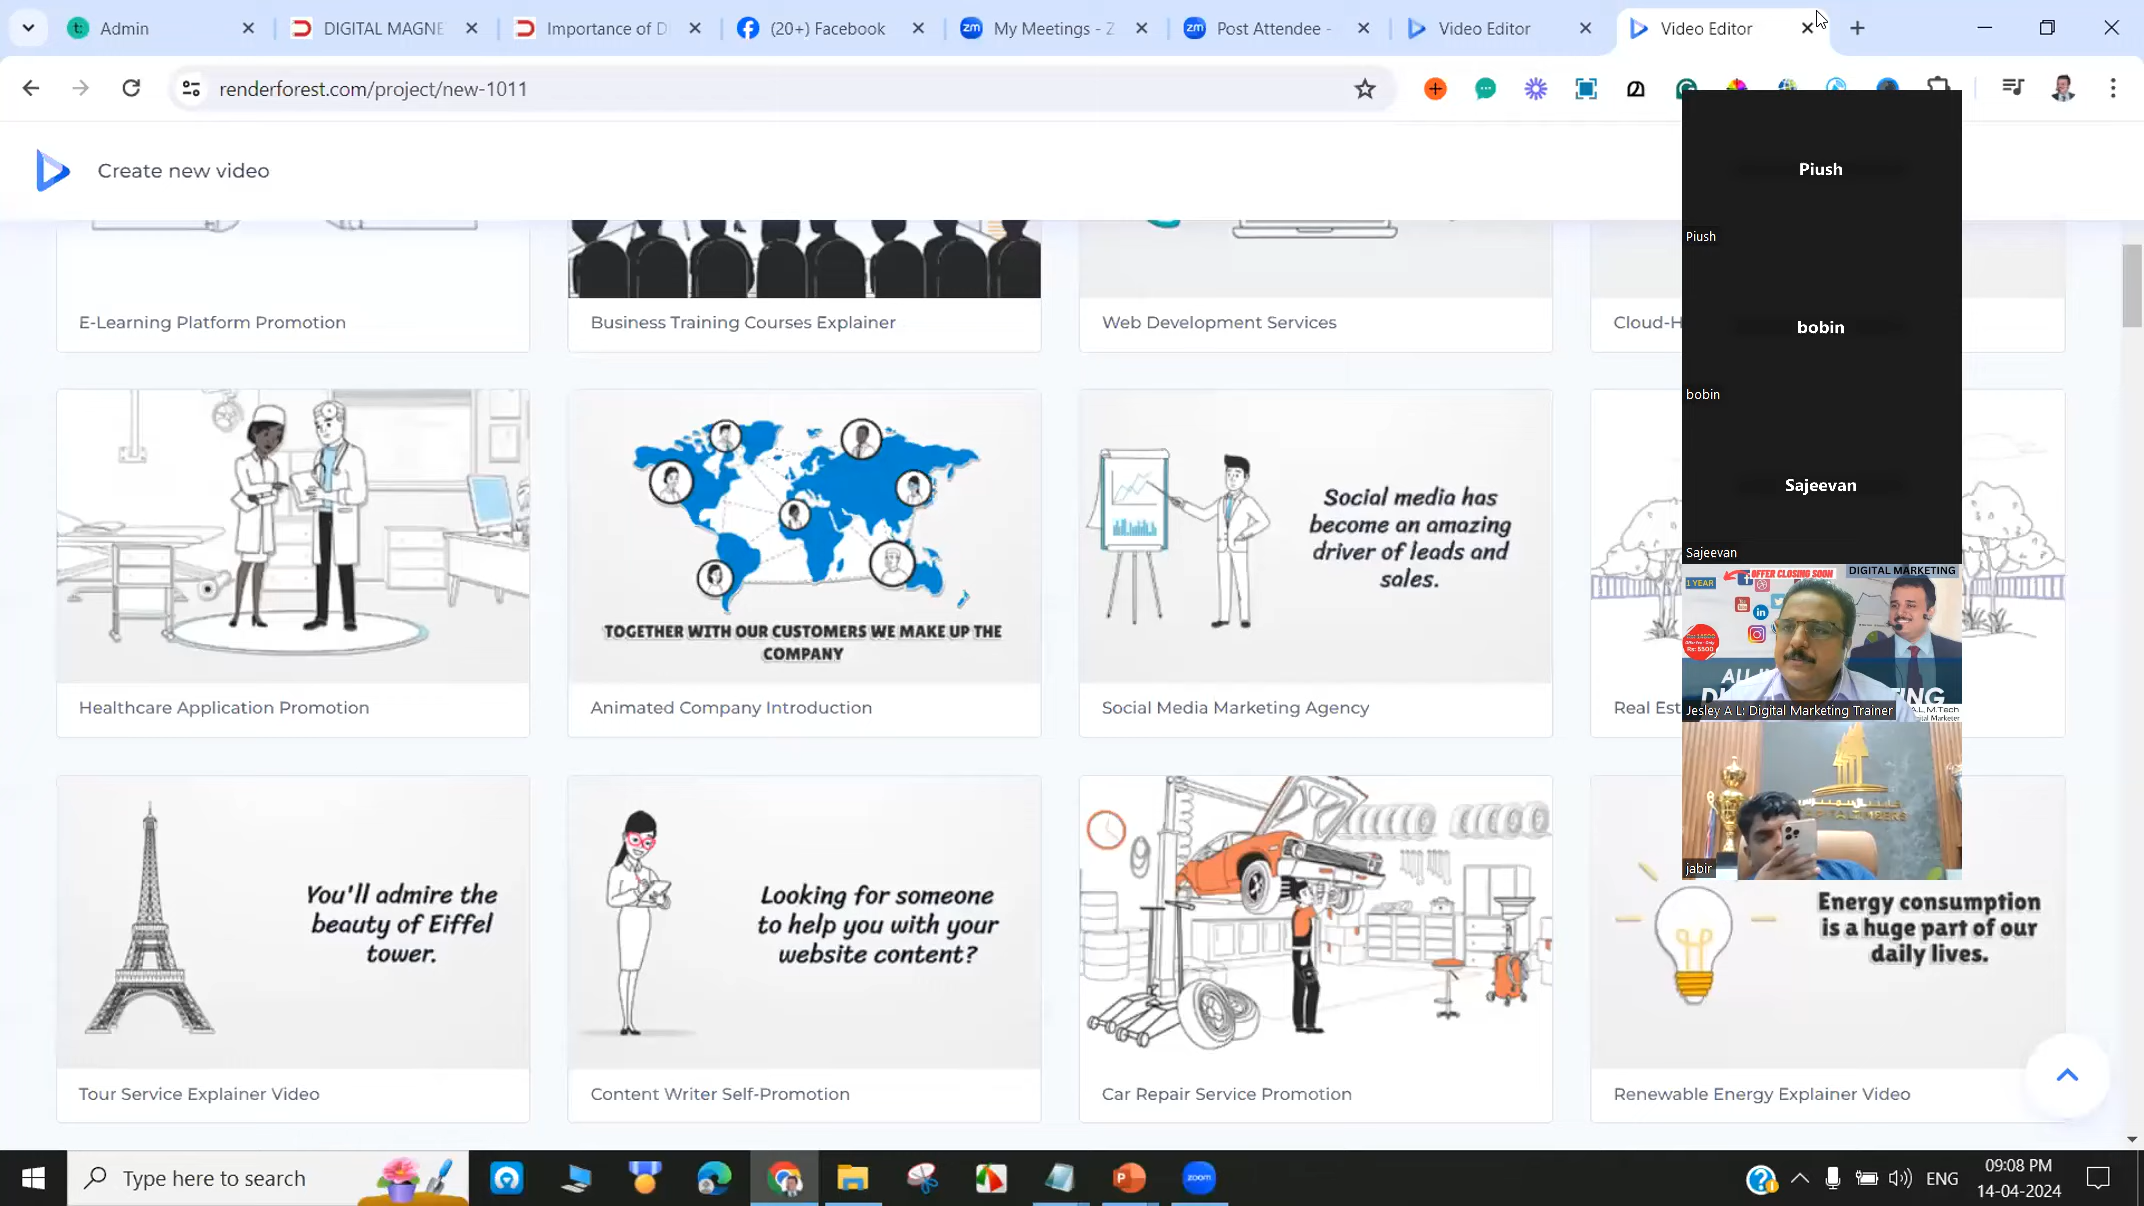 Admin
DIGITAL MAGNE
Importance of D
(20+) Facebook
My Meetings - Z
Post Attendee -
Video Editor
Video Editor
renderforest.com/project/new-1011
Create new video
E-Learning Platform Promotion
Business Training Courses Explainer
Web Development Services
Cloud-H
Piush
Piush
bobin
bobin
Sajeevan
Sajeevan
Social media has
become an amazing
driver of leads and
sales.
TOGETHER WITH OUR CUSTOMERS WE MAKE UP THE
COMPANY
1 YEAR
OFFER CLOSING SOON
DIGITAL MARKETING
Jesley A L: Digital Marketing Trainer
A.L, M.Tech
Healthcare Application Promotion
Animated Company Introduction
Social Media Marketing Agency
Real Est
jabir
You'll admire the
beauty of Eiffel
tower.
Looking for someone
to help you with your
website content?
Energy consumption
is a huge part of our
daily lives.
Tour Service Explainer Video
Content Writer Self-Promotion
Car Repair Service Promotion
Renewable Energy Explainer Video
Type here to search
zoom
ENG
09:08 PM
14-04-2024